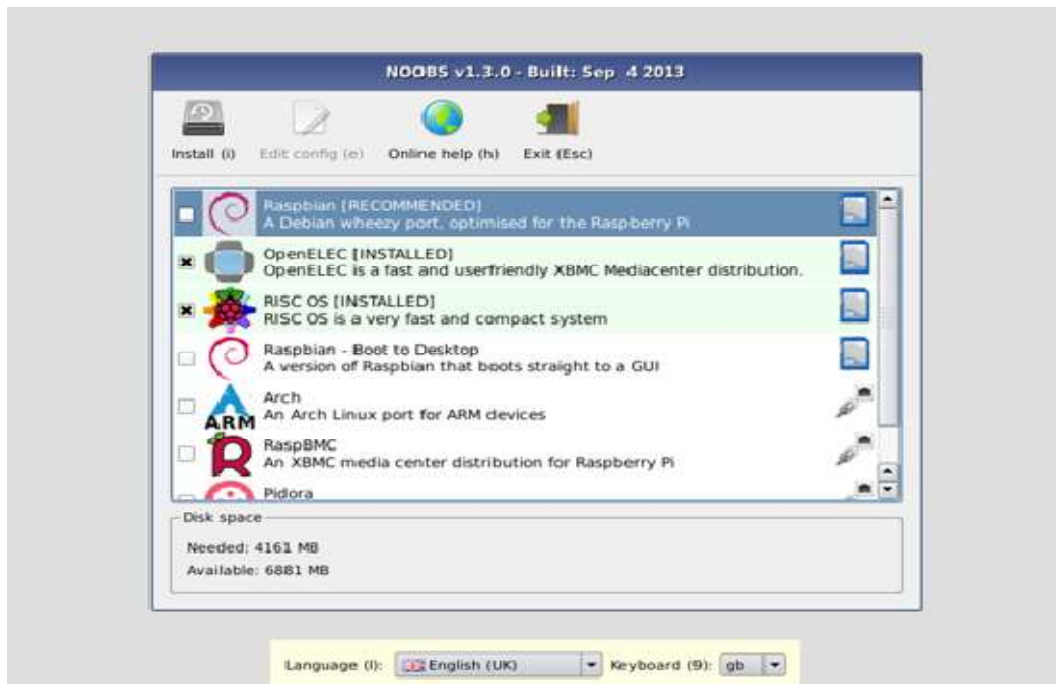 NOOBS v1.3.0 - Built: Sep 4 2013
Install (i) Edit config (e) Online help (h) Exit (Esc)
Raspbian [RECOMMENDED]
A Debian wheezy port, optimised for the Raspberry Pi
OpenELEC [INSTALLED]
OpenELEC is a fast and userfriendly XBMC Mediacenter distribution.
RISC OS [INSTALLED]
RISC OS is a very fast and compact system
Raspbian - Boot to Desktop
A version of Raspbian that boots straight to a GUI
ARM
Arch
An Arch Linux port for ARM devices
RaspBMC
An XBMC media center distribution for Raspberry Pi
Pidora
Disk space
Needed: 4161 MB
Available: 6881 MB
Language (l): English (UK) Keyboard (9): gb